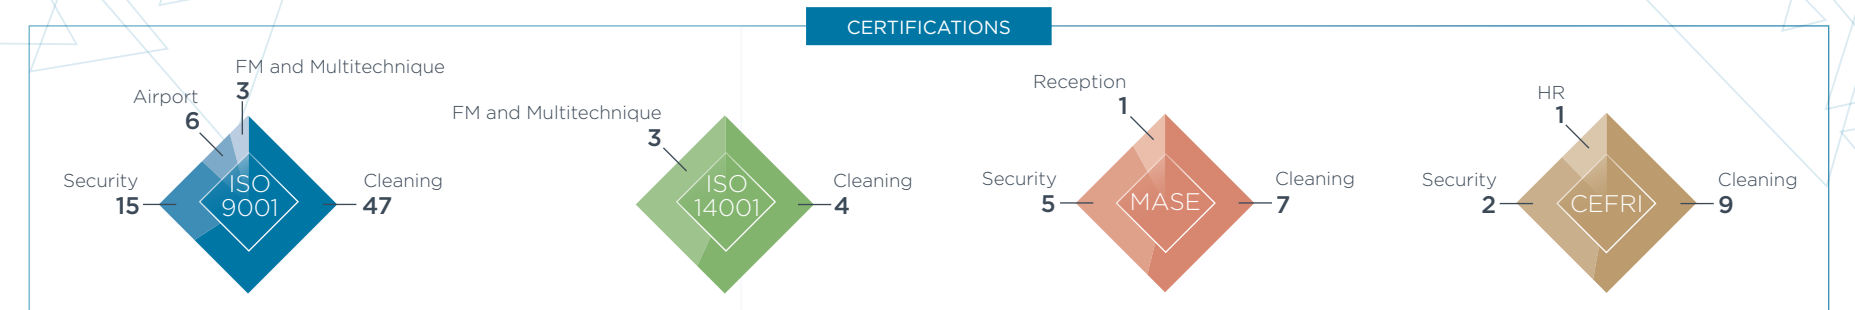 CERTIFICATIONS
FM and Multitechnique
3
Airport
6
Security
15
ISO
9001
Cleaning
47
FM and Multitechnique
3
ISO
14001
Cleaning
4
Reception
1
Security
5
MASE
Cleaning
7
HR
1
Security
2
CEFRI
Cleaning
9